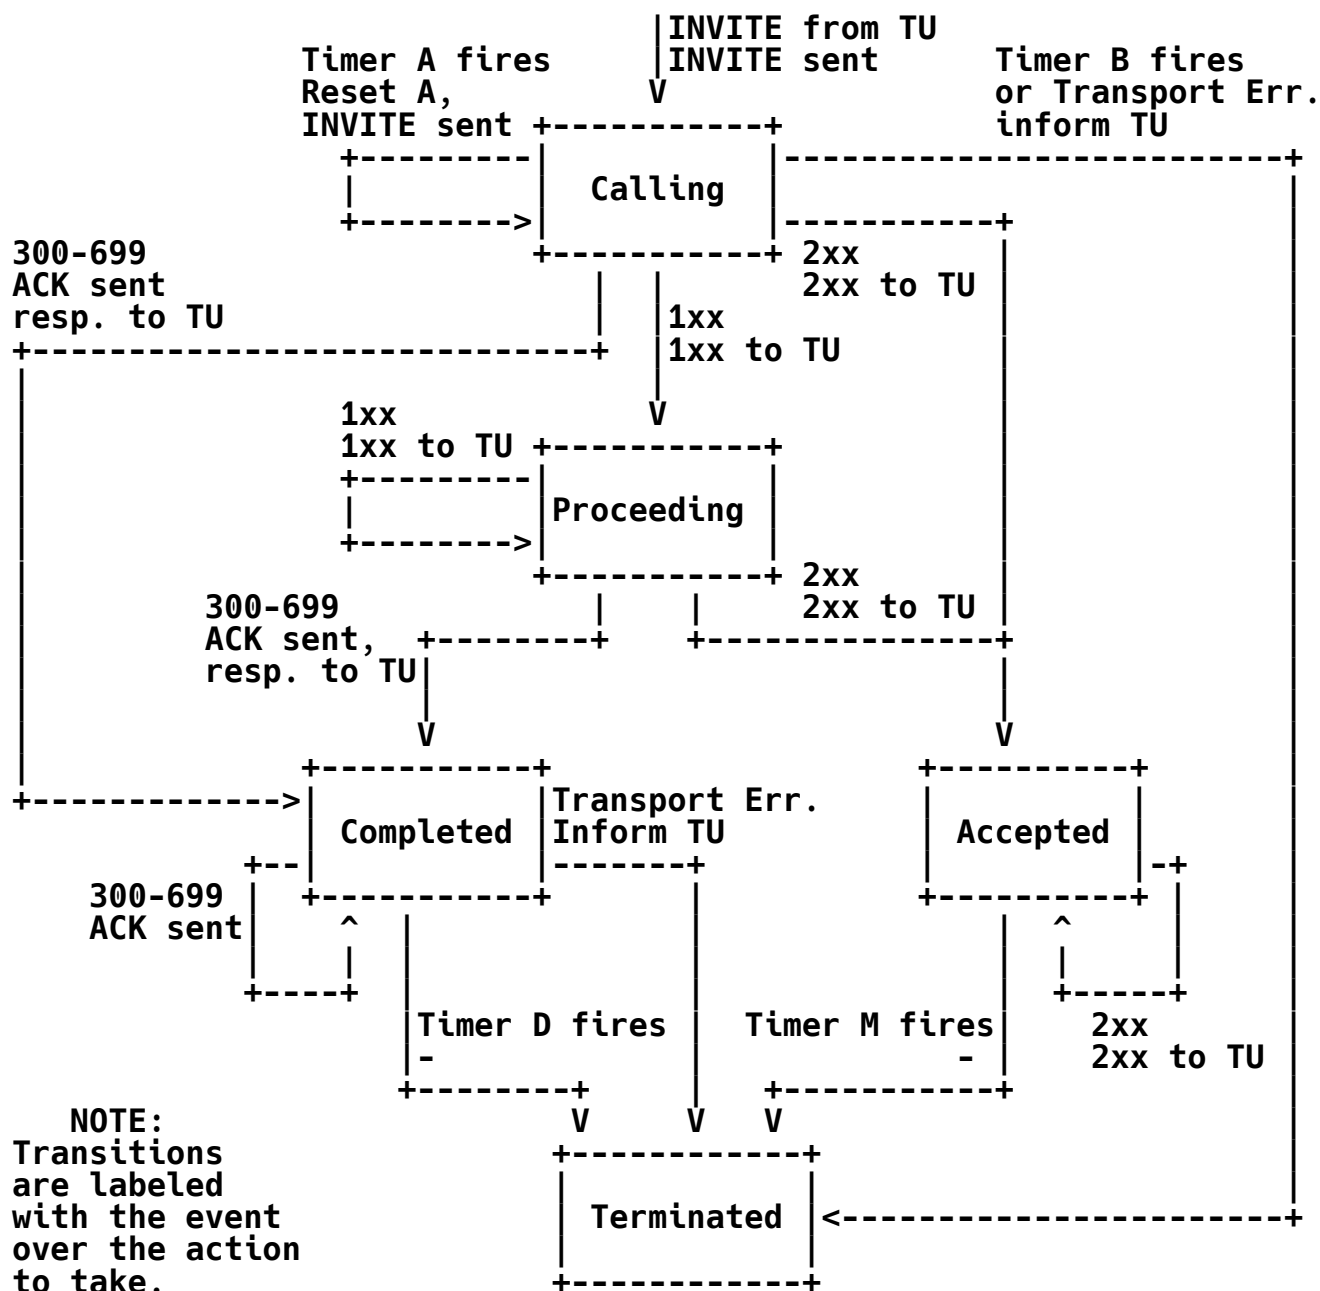 INVITE from TU
Timer A fires INVITE sent Timer B fires
Reset A, or Transport Err.
INVITE sent inform TU
Calling
300-699 2xx
ACK sent 2xx to TU
resp. to TU 1xx
1xx to TU
1xx
1xx to TU
Proceeding
2xx
300-699 2xx to TU
ACK sent,
resp. to TU
Transport Err.
Completed Inform TU Accepted
300-699
ACK sent
Timer D fires Timer M fires 2xx
- - 2xx to TU
NOTE:
Transitions
are labeled
with the event Terminated
over the action
to take.